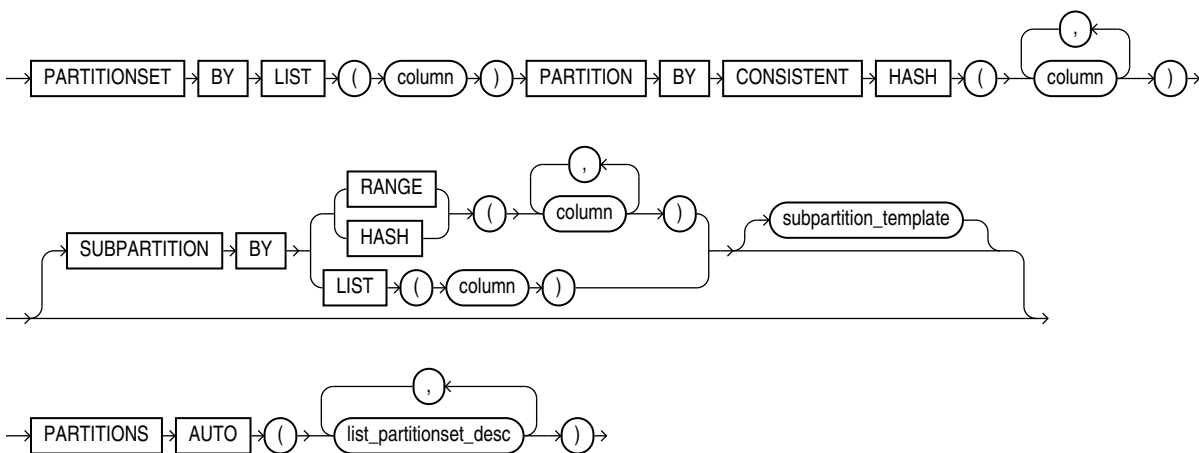 ,
PARTITIONSET BY LIST ( column ) PARTITION BY CONSISTENT HASH ( column )
,
RANGE
SUBPARTITION BY HASH ( column ) subpartition_template
LIST ( column )
,
PARTITIONS AUTO ( list_partitionset_desc )